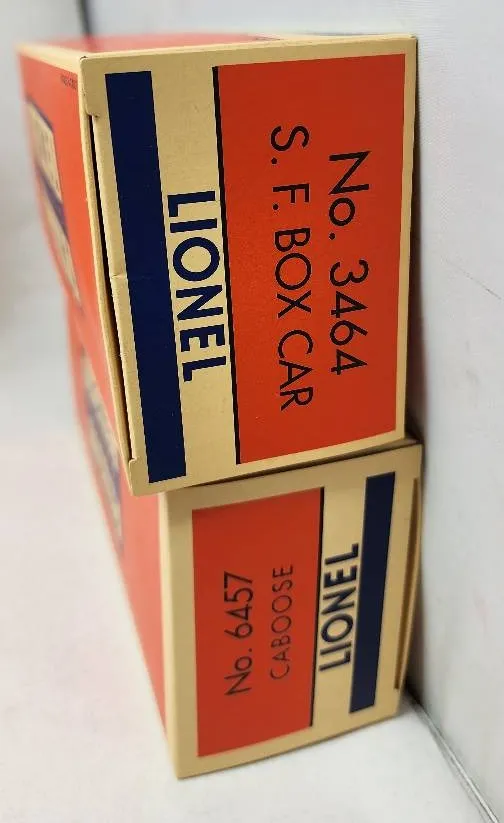 No. 3464
S. F. BOX CAR
LIONEL
No. 6457
CABOOSE
LIONEL